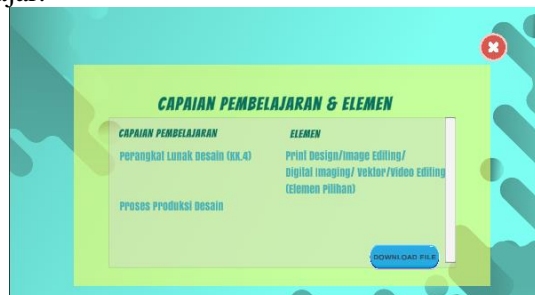 CAPAIAN PEMBELAJARAN & ELEMEN
CAPAIAN PEMBELAJARAN
ELEMEN
Perangkat Lunak Desain (KK.4)
Print Design/Image Editing/
Digital Imaging/ Vektor/Video Editing
(Elemen Pilihan)
Proses Produksi Desain
DOWNLOAD FILE